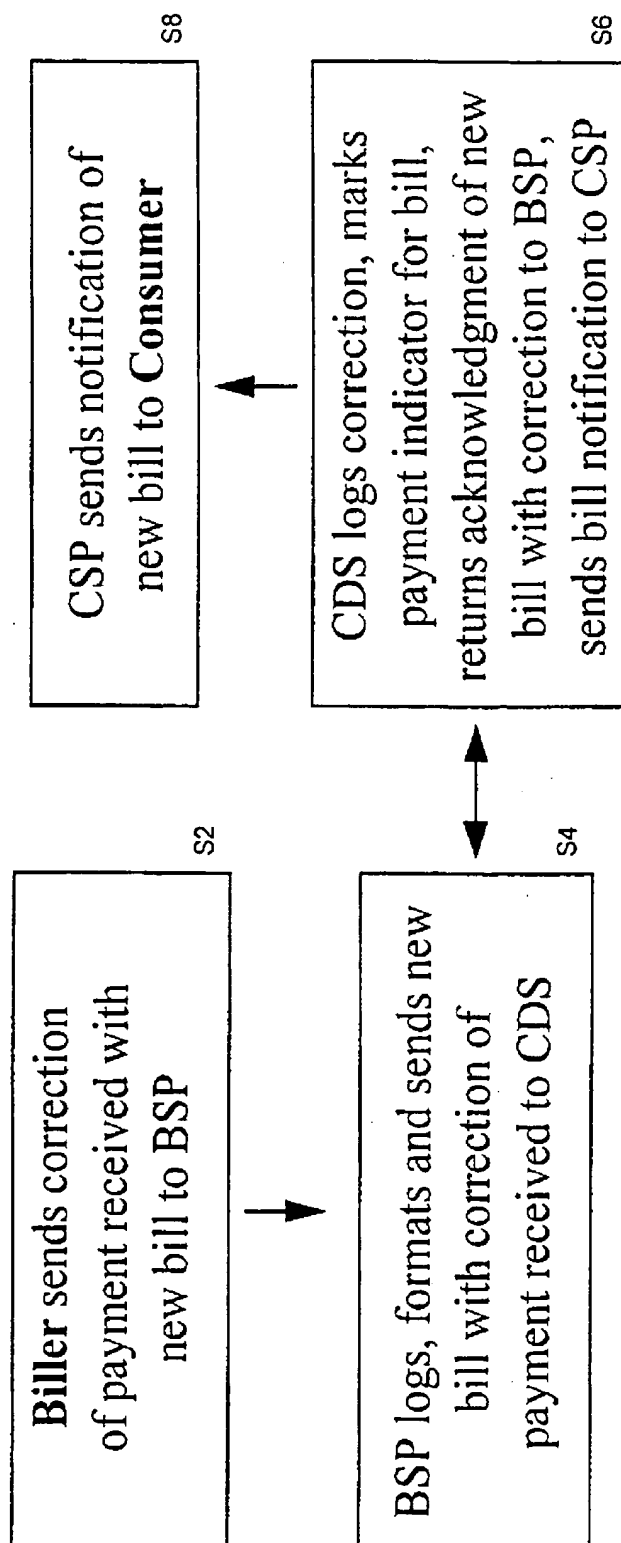 Biller sends correction
of payment received with
new bill to BSP
S2
BSP logs, formats and sends new
bill with correction of
payment received to CDS
S4
CDS logs correction, marks
payment indicator for bill,
returns acknowledgment of new
bill with correction to BSP,
sends bill notification to CSP
S6
CSP sends notification of
new bill to Consumer
S8